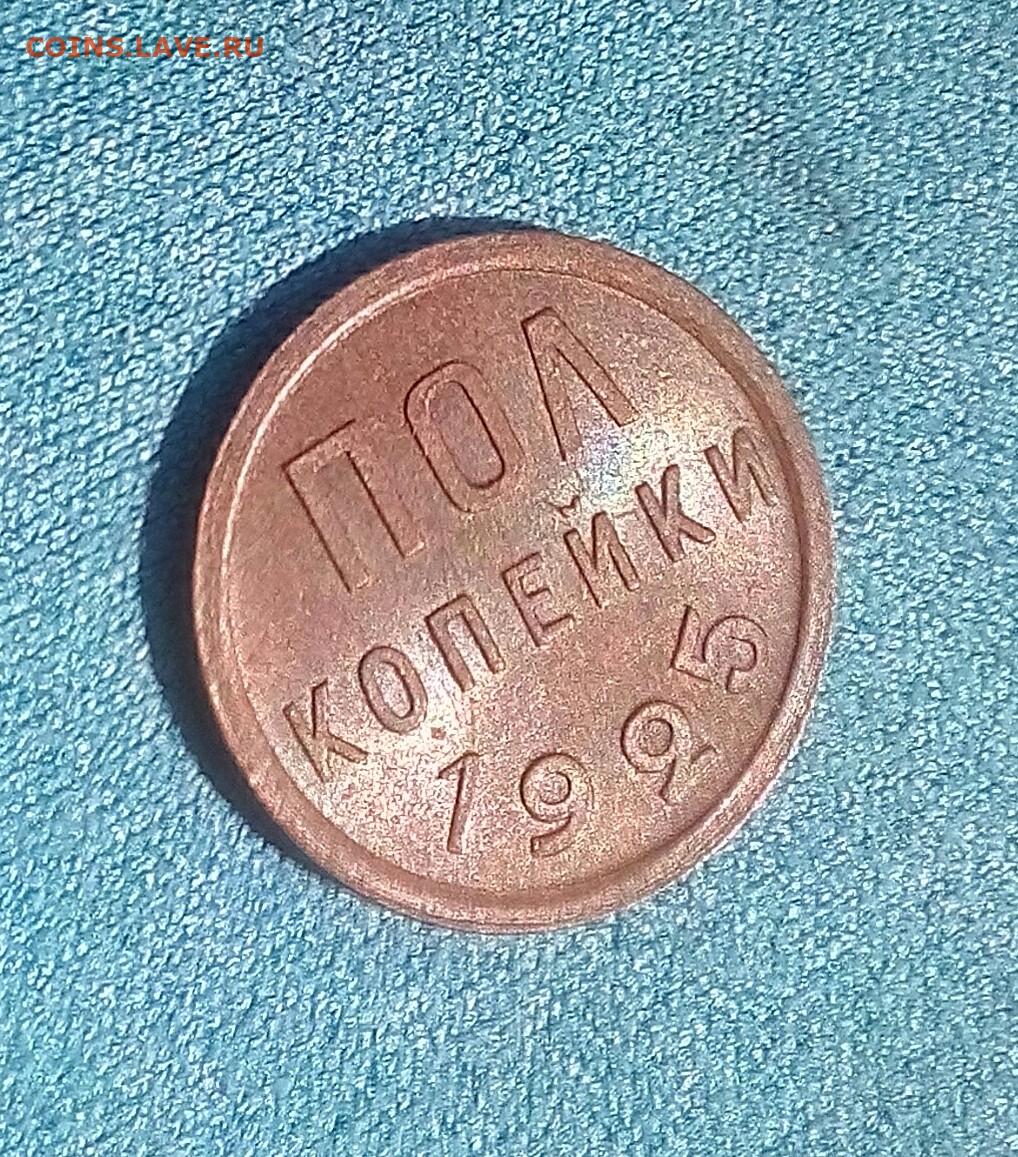 COINS.LAVE.RU
ПОЛ
КОПЕЙКИ
1925